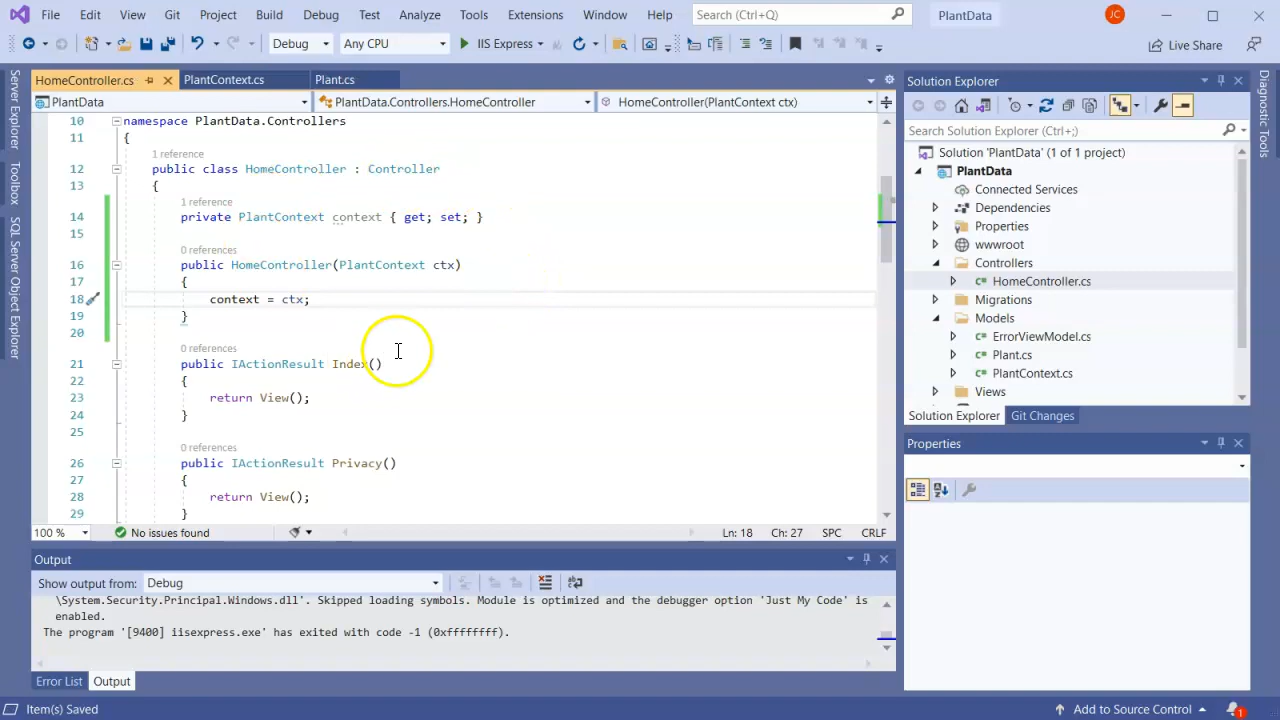 File Edit View Git Project Build Debug Test Analyze Tools Extensions Window Help Search (Ctrl+Q) PlantData JC
Debug Any CPU IIS Express Live Share
Server Explorer
Toolbox
SQL Server Object Explorer
HomeController.cs PlantContext.cs Plant.cs
PlantData PlantData.Controllers.HomeController HomeController(PlantContext ctx)
10 namespace PlantData.Controllers
11 {
1 reference
12 public class HomeController : Controller
13 {
1 reference
14 private PlantContext context { get; set; }
15
0 references
16 public HomeController(PlantContext ctx)
17 {
18 context = ctx;
19 }
20
0 references
21 public IActionResult Index()
22 {
23 return View();
24 }
25
0 references
26 public IActionResult Privacy()
27 {
28 return View();
29 }
100 % No issues found Ln: 18 Ch: 27 SPC CRLF
Output
Show output from: Debug
\System.Security.Principal.Windows.dll'. Skipped loading symbols. Module is optimized and the debugger option 'Just My Code' is
enabled.
The program '[9400] iisexpress.exe' has exited with code -1 (0xffffffff).
Error List Output
Solution Explorer
Search Solution Explorer (Ctrl+;)
Solution 'PlantData' (1 of 1 project)
PlantData
Connected Services
Dependencies
Properties
wwwroot
Controllers
HomeController.cs
Migrations
Models
ErrorViewModel.cs
Plant.cs
PlantContext.cs
Views
Solution Explorer Git Changes
Properties
Diagnostic Tools
Item(s) Saved Add to Source Control 1